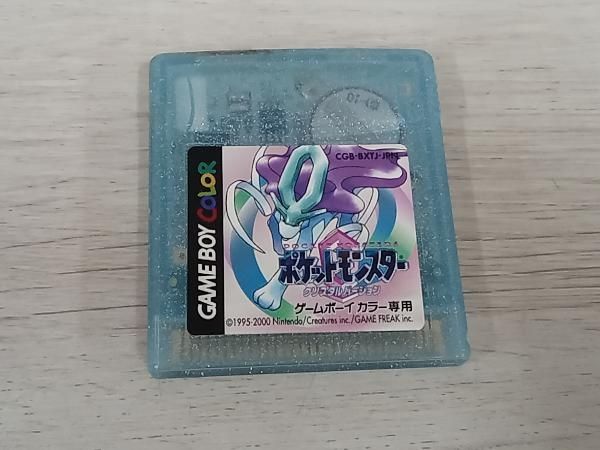 CGB-BXTJ-JPN
GAME BOY COLOR
POCKET MONSTERS
ポケットモンスター
クリスタルバージョン
ゲームボーイ カラー専用
©1995-2000 Nintendo/Creatures inc./GAME FREAK inc.